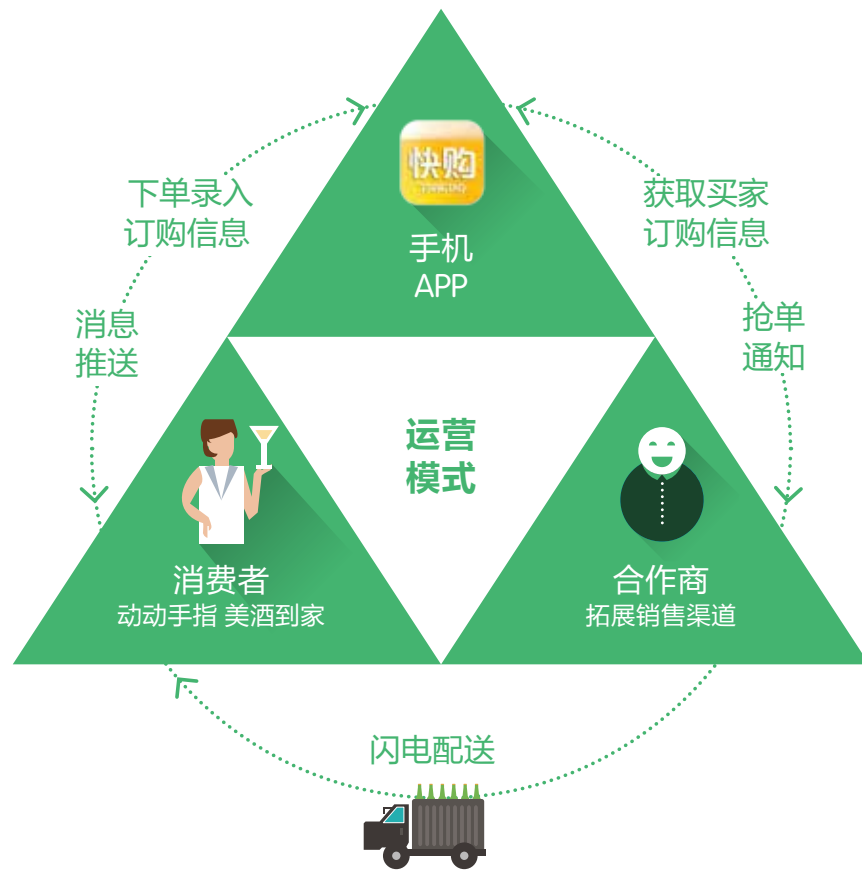 快购
手机
APP
下单录入
订购信息
获取买家
订购信息
消息
推送
抢单
通知
运营
模式
消费者
动动手指 美酒到家
合作商
拓展销售渠道
闪电配送